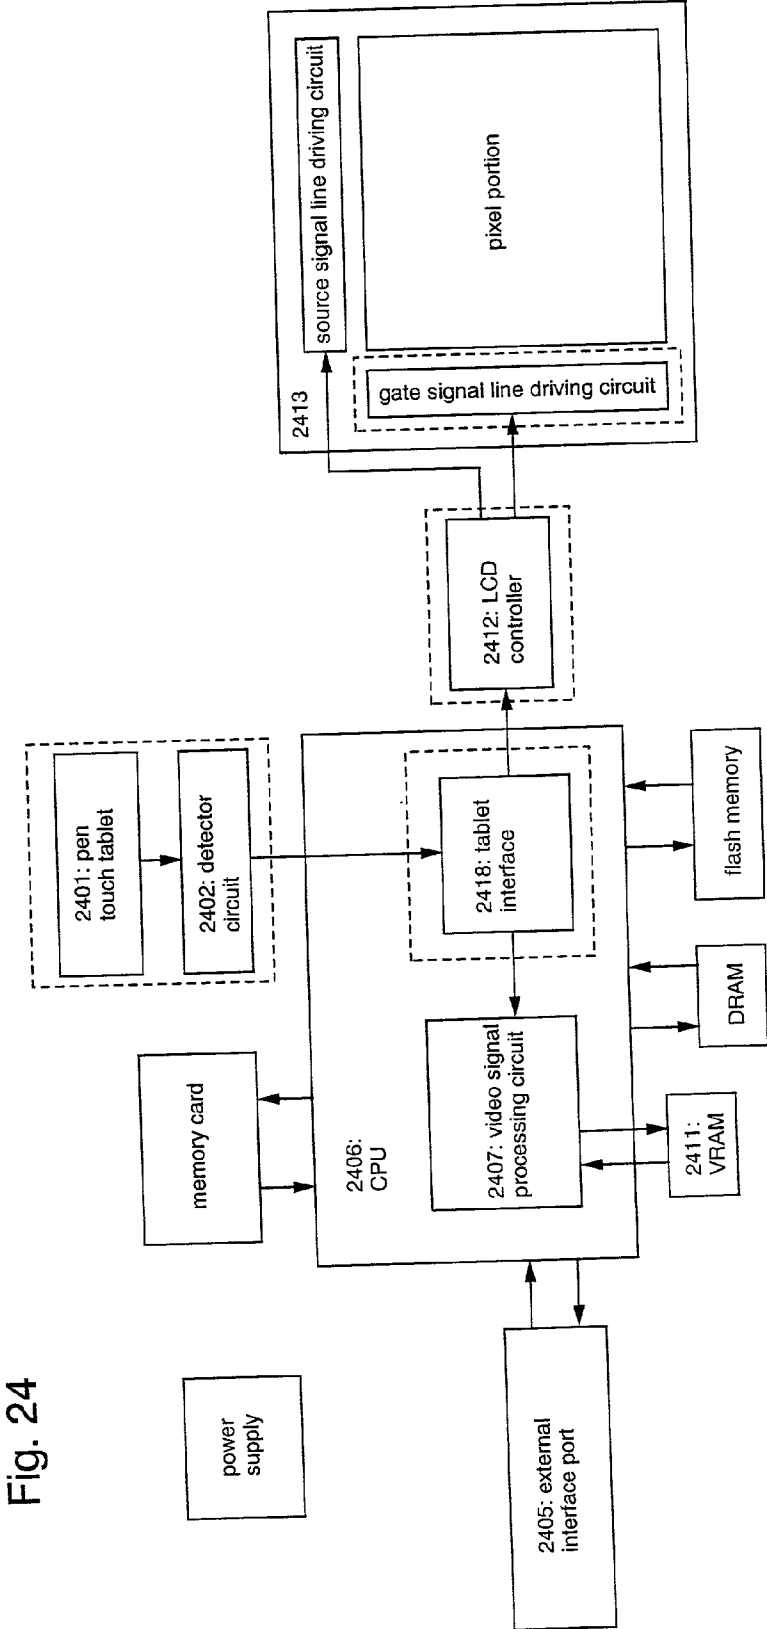 Fig. 24
power
supply
memory card
2401: pen
touch tablet
2402: detector
circuit
2405: external
interface port
2406:
CPU
2407: video signal
processing circuit
2418: tablet
interface
2411:
VRAM
DRAM
flash memory
2412: LCD
controller
2413
source signal line driving circuit
gate signal line driving circuit
pixel portion